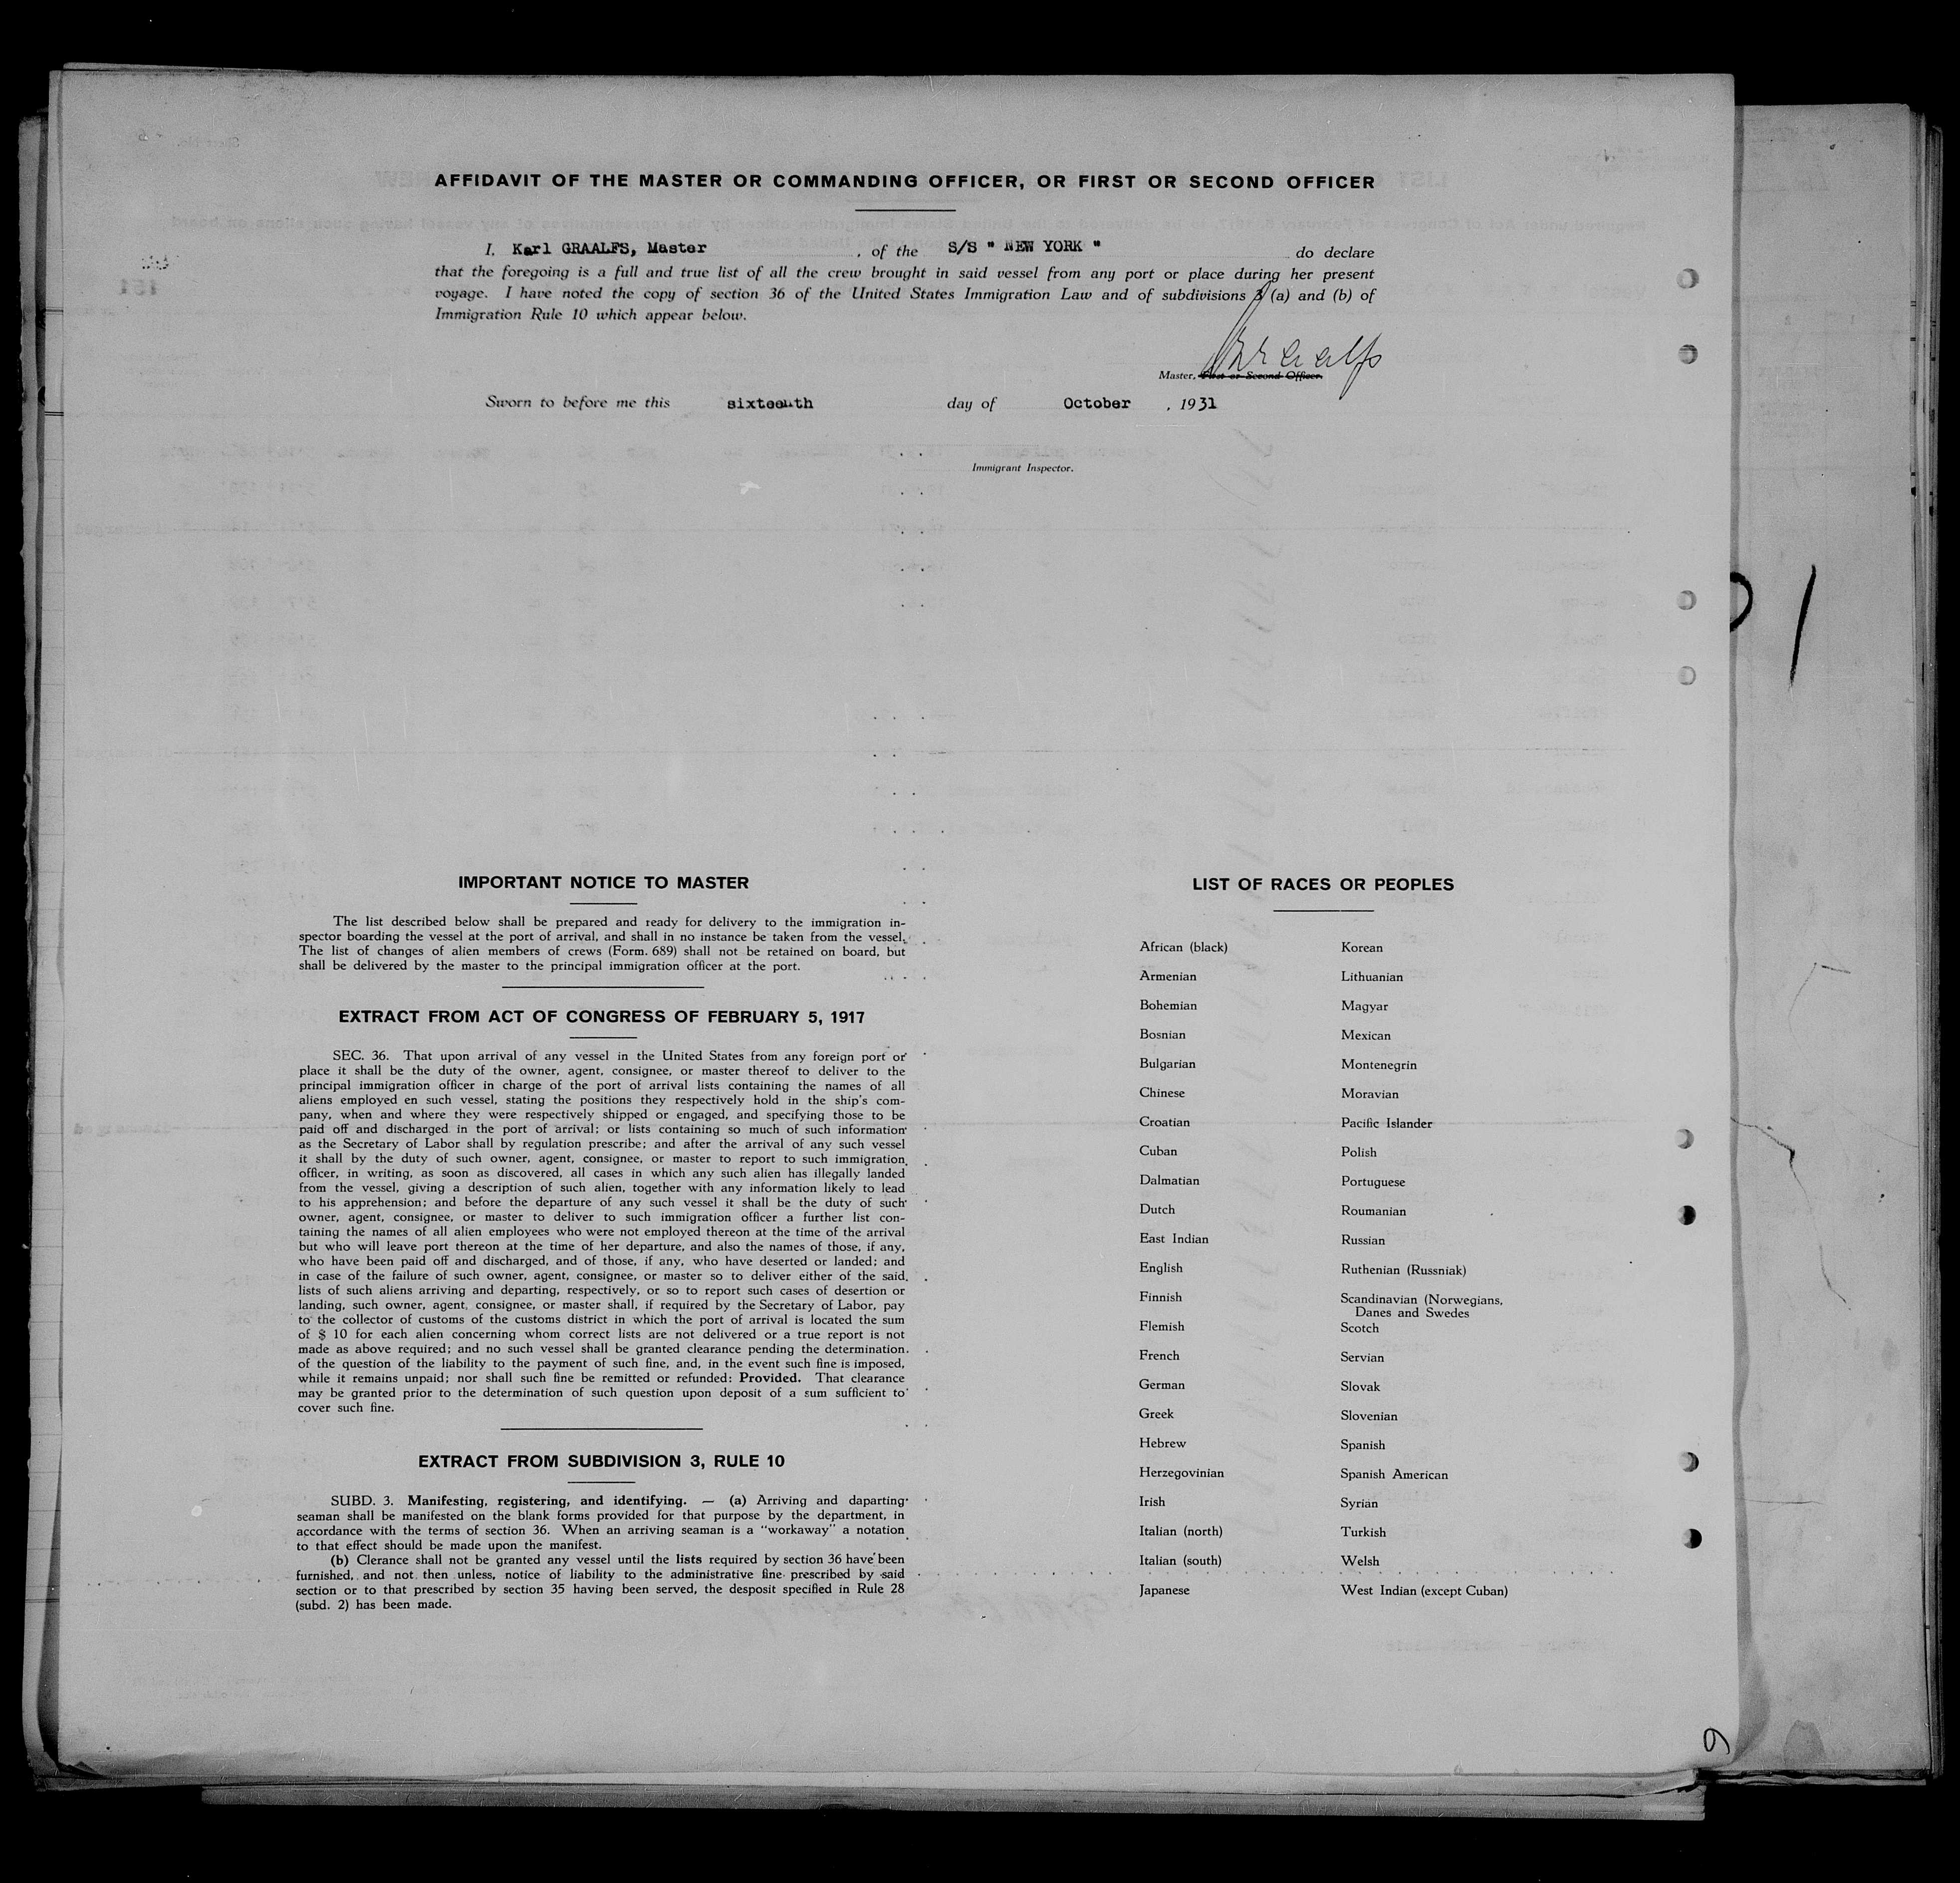 AFFIDAVIT OF THE MASTER OR COMMANDING OFFICER, OR FIRST OR SECOND OFFICER
I, Karl GRAALFS, Master , of the S/S " NEW YORK " do declare
that the foregoing is a full and true list of all the crew brought in said vessel from any port or place during her present
voyage. I have noted the copy of section 36 of the United States Immigration Law and of subdivisions 3 (a) and (b) of
Immigration Rule 10 which appear below.
Graalfs
Master, First or Second Officer.
Sworn to before me this sixteenth day of October , 1931
Immigrant Inspector.
IMPORTANT NOTICE TO MASTER
The list described below shall be prepared and ready for delivery to the immigration in-
spector boarding the vessel at the port of arrival, and shall in no instance be taken from the vessel.
The list of changes of alien members of crews (Form. 689) shall not be retained on board, but
shall be delivered by the master to the principal immigration officer at the port.
EXTRACT FROM ACT OF CONGRESS OF FEBRUARY 5, 1917
SEC. 36. That upon arrival of any vessel in the United States from any foreign port or
place it shall be the duty of the owner, agent, consignee, or master thereof to deliver to the
principal immigration officer in charge of the port of arrival lists containing the names of all
aliens employed en such vessel, stating the positions they respectively hold in the ship's com-
pany, when and where they were respectively shipped or engaged, and specifying those to be
paid off and discharged in the port of arrival; or lists containing so much of such information
as the Secretary of Labor shall by regulation prescribe; and after the arrival of any such vessel
it shall by the duty of such owner, agent, consignee, or master to report to such immigration
officer, in writing, as soon as discovered, all cases in which any such alien has illegally landed
from the vessel, giving a description of such alien, together with any information likely to lead
to his apprehension; and before the departure of any such vessel it shall be the duty of such
owner, agent, consignee, or master to deliver to such immigration officer a further list con-
taining the names of all alien employees who were not employed thereon at the time of the arrival
but who will leave port thereon at the time of her departure, and also the names of those, if any,
who have been paid off and discharged, and of those, if any, who have deserted or landed; and
in case of the failure of such owner, agent, consignee, or master so to deliver either of the said
lists of such aliens arriving and departing, respectively, or so to report such cases of desertion or
landing, such owner, agent, consignee, or master shall, if required by the Secretary of Labor, pay
to the collector of customs of the customs district in which the port of arrival is located the sum
of $ 10 for each alien concerning whom correct lists are not delivered or a true report is not
made as above required; and no such vessel shall be granted clearance pending the determination
of the question of the liability to the payment of such fine, and, in the event such fine is imposed,
while it remains unpaid; nor shall such fine be remitted or refunded: Provided. That clearance
may be granted prior to the determination of such question upon deposit of a sum sufficient to
cover such fine.
EXTRACT FROM SUBDIVISION 3, RULE 10
SUBD. 3. Manifesting, registering, and identifying. — (a) Arriving and daparting
seaman shall be manifested on the blank forms provided for that purpose by the department, in
accordance with the terms of section 36. When an arriving seaman is a "workaway" a notation
to that effect should be made upon the manifest.
(b) Clerance shall not be granted any vessel until the lists required by section 36 have been
furnished, and not then unless, notice of liability to the administrative fine prescribed by said
section or to that prescribed by section 35 having been served, the desposit specified in Rule 28
(subd. 2) has been made.
LIST OF RACES OR PEOPLES
African (black) Korean
Armenian Lithuanian
Bohemian Magyar
Bosnian Mexican
Bulgarian Montenegrin
Chinese Moravian
Croatian Pacific Islander
Cuban Polish
Dalmatian Portuguese
Dutch Roumanian
East Indian Russian
English Ruthenian (Russniak)
Finnish Scandinavian (Norwegians,
Danes and Swedes
Flemish Scotch
French Servian
German Slovak
Greek Slovenian
Hebrew Spanish
Herzegovinian Spanish American
Irish Syrian
Italian (north) Turkish
Italian (south) Welsh
Japanese West Indian (except Cuban)